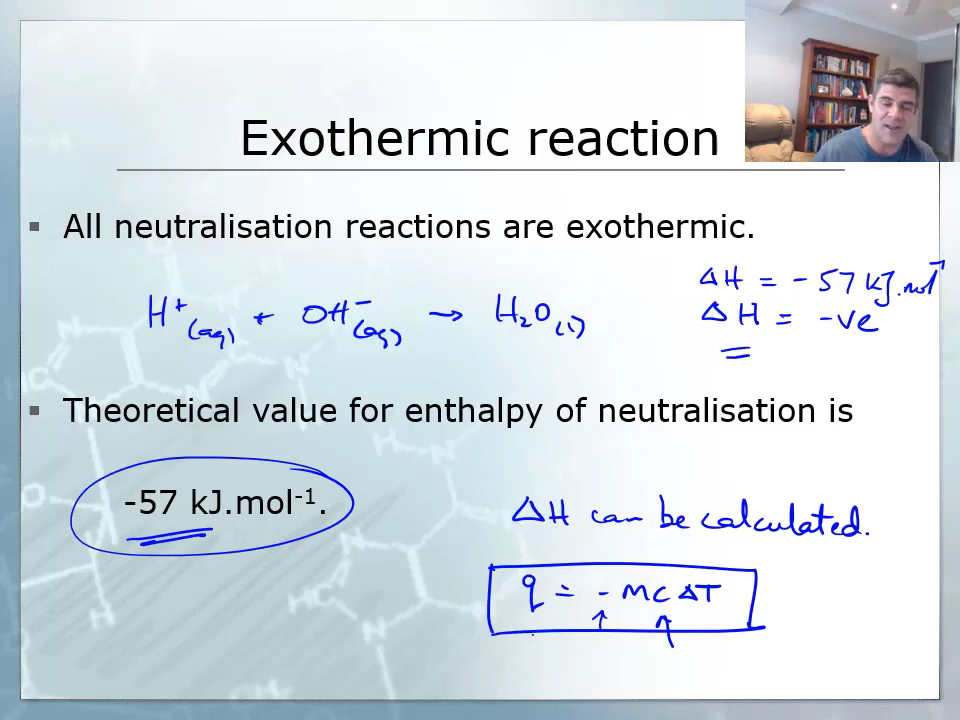 Exothermic reaction
▪ All neutralisation reactions are exothermic.
ΔH = - 57 kJ.mol⁻¹
H⁺(aq) + OH⁻(aq) → H₂O(l)
ΔH = -ve
▪ Theoretical value for enthalpy of neutralisation is
-57 kJ.mol⁻¹.
ΔH can be calculated.
q = - mcΔT